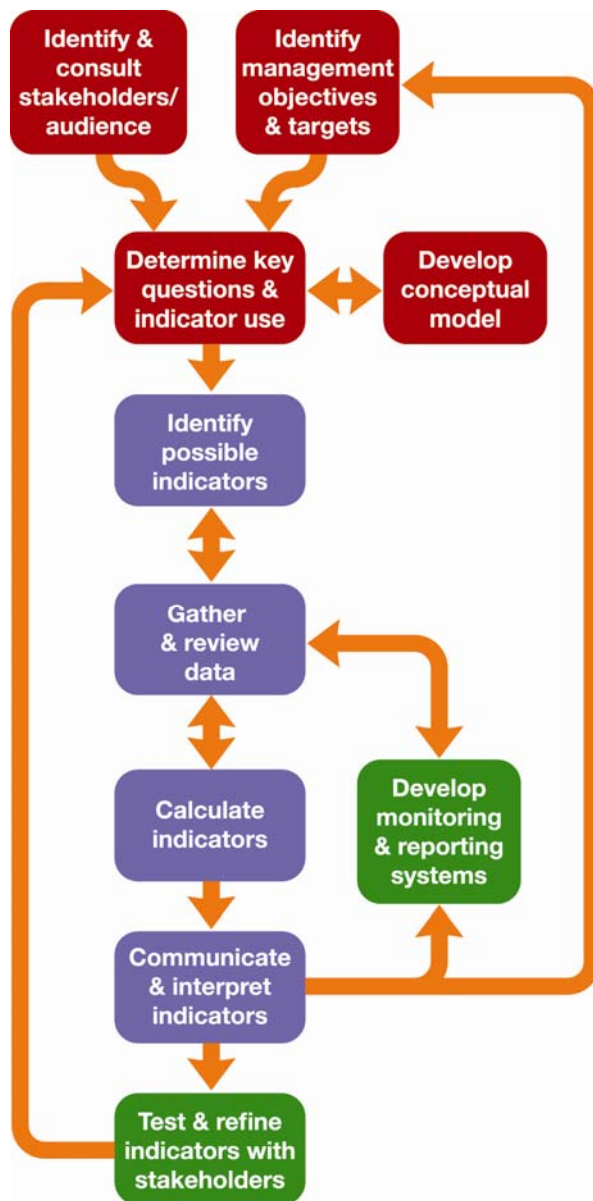 Identify &
consult
stakeholders/
audience
Identify
management
objectives
& targets
Determine key
questions &
indicator use
Develop
conceptual
model
Identify
possible
indicators
Gather
& review
data
Calculate
indicators
Develop
monitoring
& reporting
systems
Communicate
& interpret
indicators
Test & refine
indicators with
stakeholders